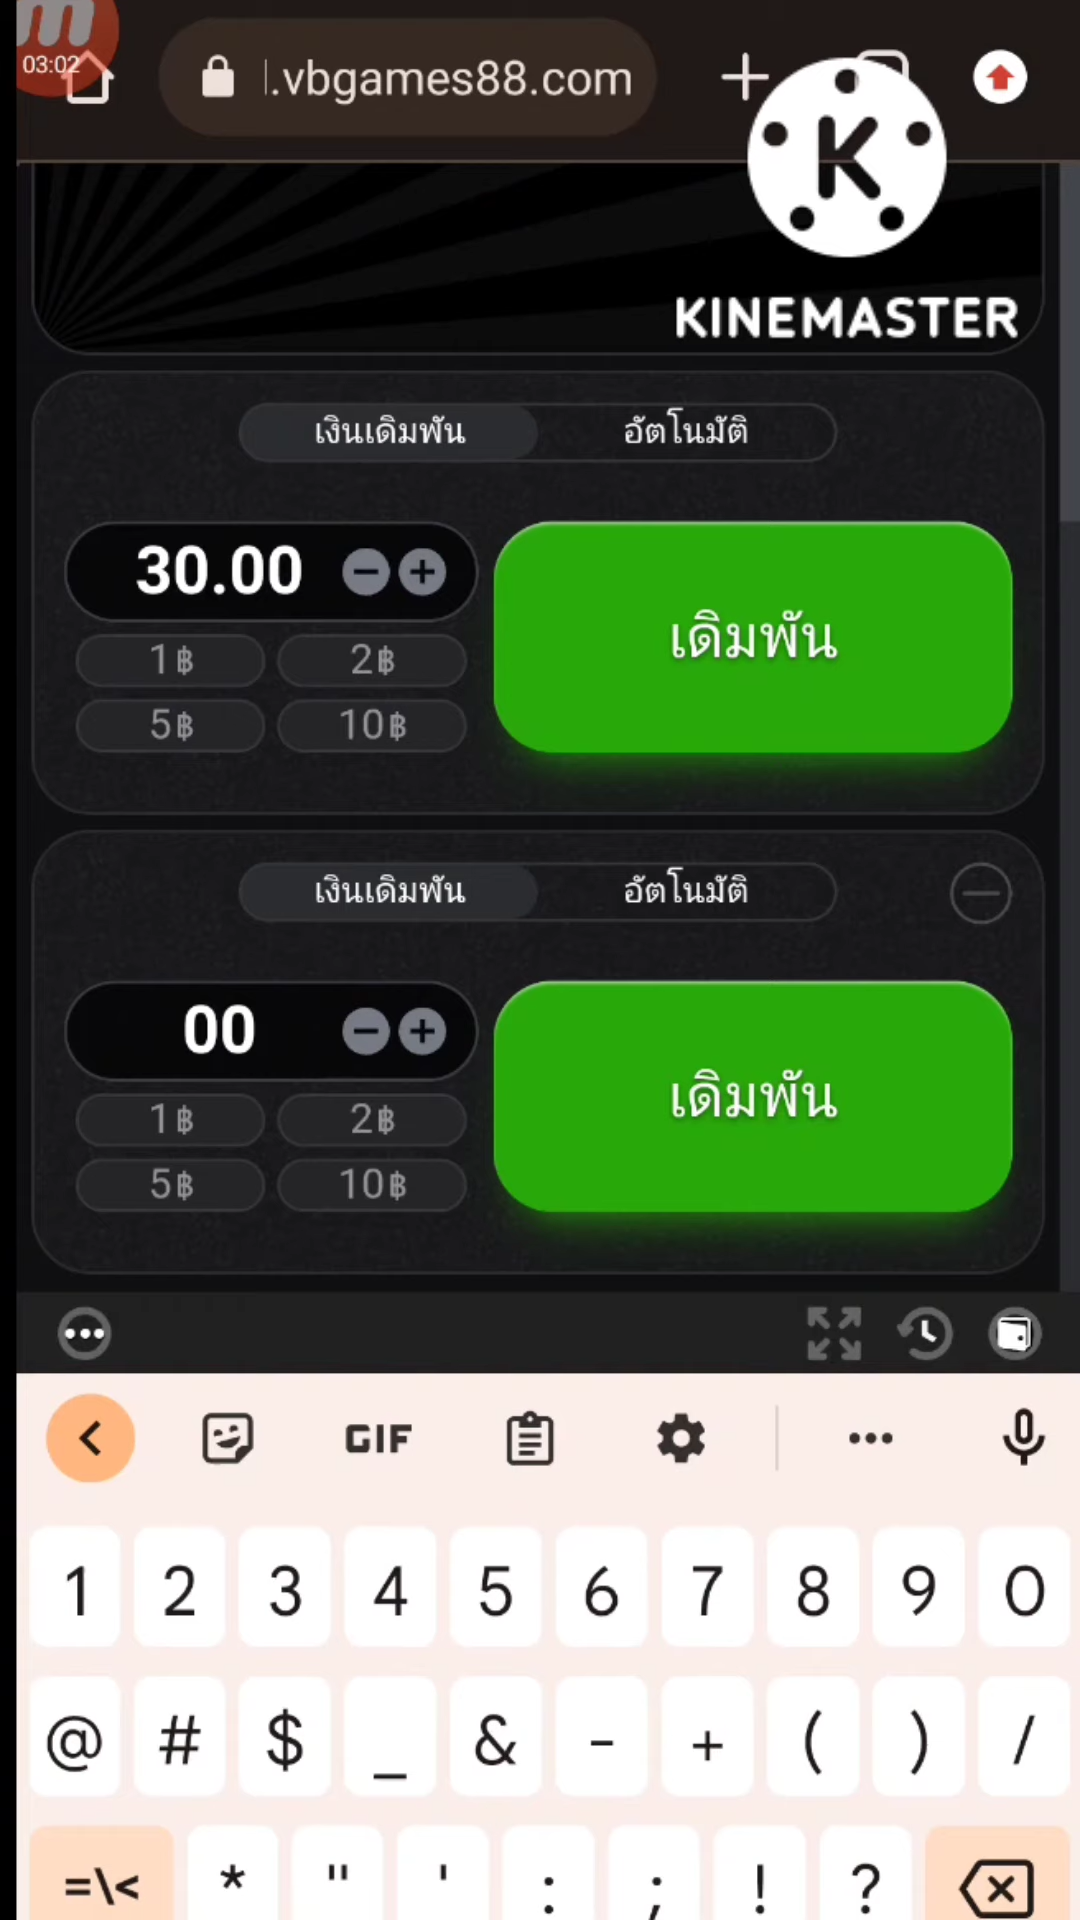 03:02
l.vbgames88.com
K
KINEMASTER
เงินเดิมพัน อัตโนมัติ
30.00
เดิมพัน
1฿ 2฿
5฿ 10฿
เงินเดิมพัน อัตโนมัติ
00
เดิมพัน
1฿ 2฿
5฿ 10฿
GIF
1 2 3 4 5 6 7 8 9 0
@ # $ _ & - + ( ) /
=\< * " ' : ; ! ?